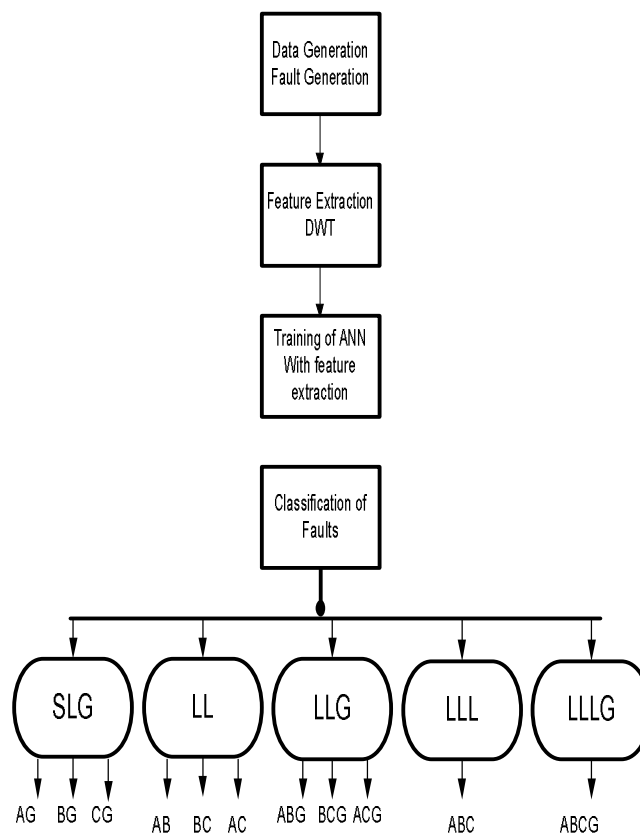 Data Generation
Fault Generation
Feature Extraction
DWT
Training of ANN
With feature
extraction
Classification of
Faults
SLG
LL
LLG
LLL
LLLG
AG BG CG
AB BC AC
ABG BCG ACG
ABC
ABCG